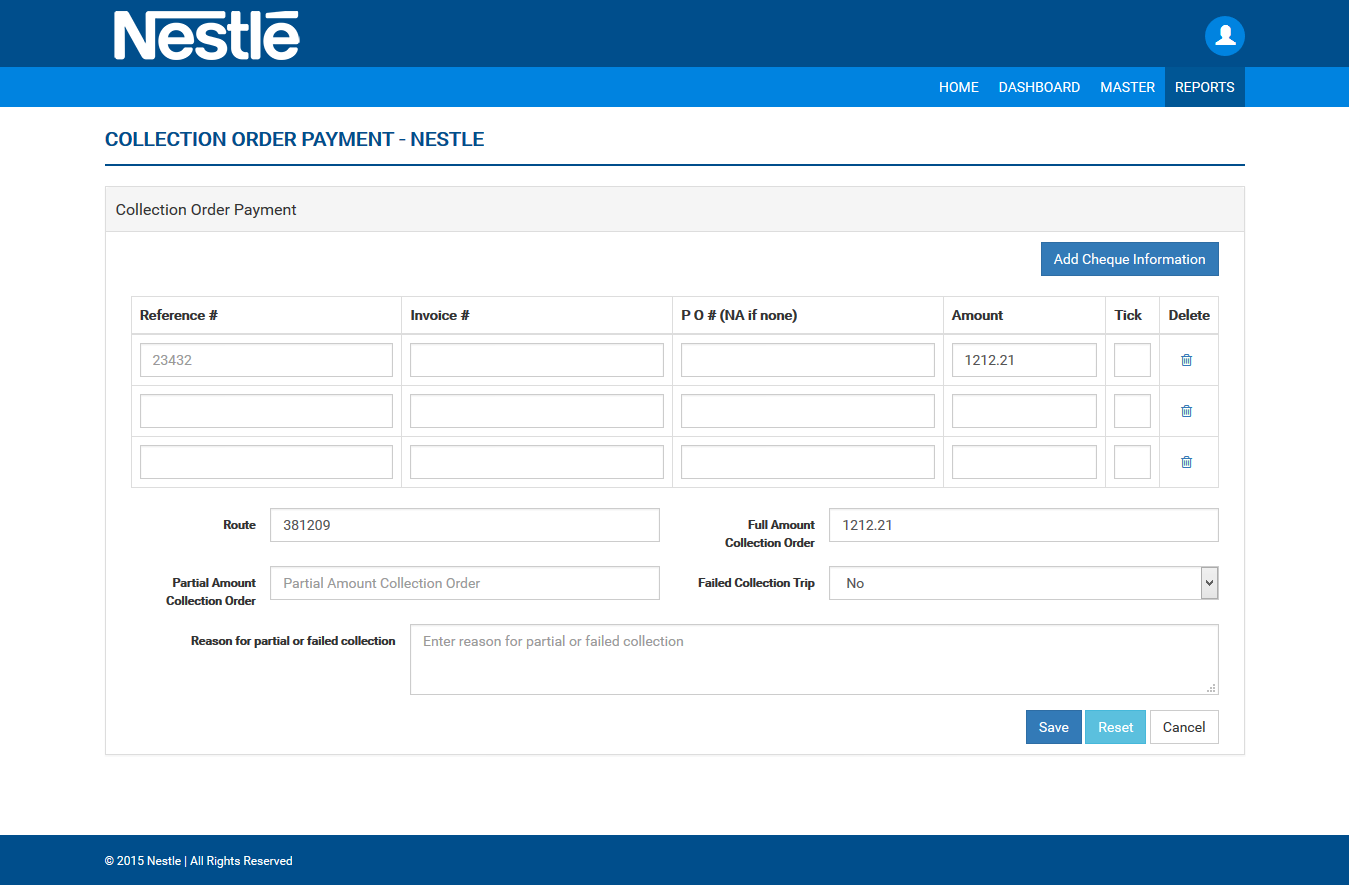 Nestlé
HOME DASHBOARD MASTER REPORTS
COLLECTION ORDER PAYMENT - NESTLE
Collection Order Payment
Add Cheque Information
Reference # Invoice # P O # (NA if none) Amount Tick Delete
23432 1212.21
Route 381209 Full Amount
Collection Order 1212.21
Partial Amount
Collection Order Partial Amount Collection Order Failed Collection Trip No
Reason for partial or failed collection Enter reason for partial or failed collection
Save Reset Cancel
© 2015 Nestle | All Rights Reserved